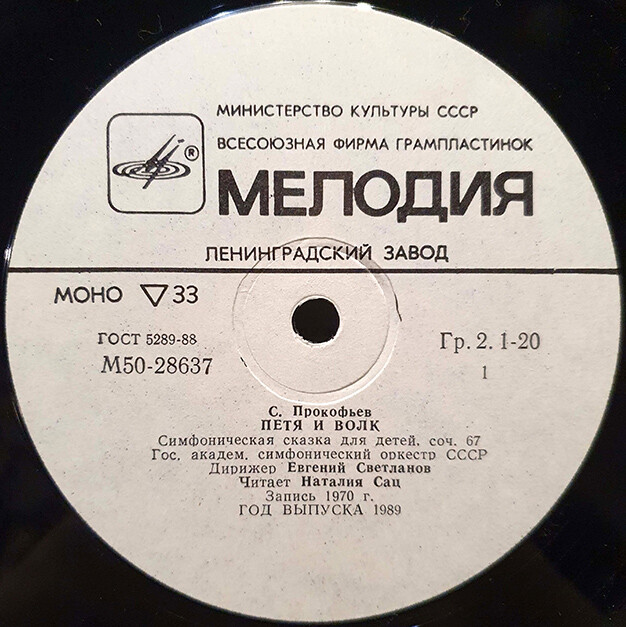 МИНИСТЕРСТВО КУЛЬТУРЫ СССР
ВСЕСОЮЗНАЯ ФИРМА ГРАМПЛАСТИНОК
®
МЕЛОДИЯ
ЛЕНИНГРАДСКИЙ ЗАВОД
МОНО ▽ 33
ГОСТ 5289-88
М50-28637
Гр. 2. 1-20
1
С. Прокофьев
ПЕТЯ И ВОЛК
Симфоническая сказка для детей, соч. 67
Гос. академ. симфонический оркестр СССР
Дирижер Евгений Светланов
Читает Наталия Сац
Запись 1970 г.
ГОД ВЫПУСКА 1989